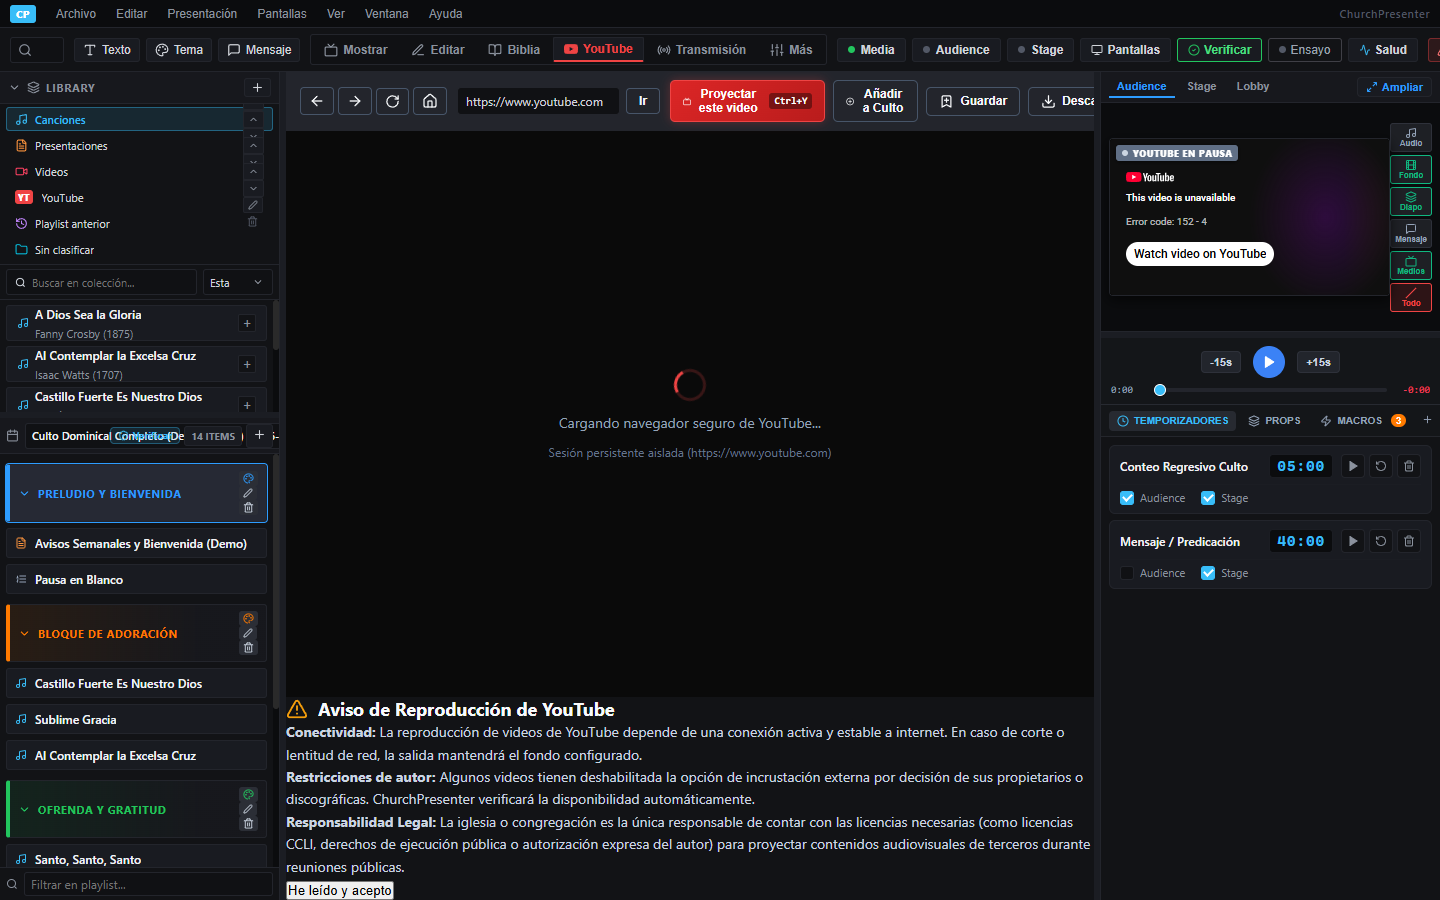 CP Archivo Editar Presentación Pantallas Ver Ventana Ayuda ChurchPresenter
Texto Tema Mensaje Mostrar Editar Biblia YouTube Transmisión Más Media Audience Stage Pantallas Verificar Ensayo Salud
LIBRARY
Canciones
Presentaciones
Videos
YT YouTube
Playlist anterior
Sin clasificar
Buscar en colección... Esta
A Dios Sea la Gloria
Fanny Crosby (1875)
Al Contemplar la Excelsa Cruz
Isaac Watts (1707)
Castillo Fuerte Es Nuestro Dios
Culto Dominical Completo (De 14 ITEMS
PRELUDIO Y BIENVENIDA
Avisos Semanales y Bienvenida (Demo)
Pausa en Blanco
BLOQUE DE ADORACIÓN
Castillo Fuerte Es Nuestro Dios
Sublime Gracia
Al Contemplar la Excelsa Cruz
OFRENDA Y GRATITUD
Santo, Santo, Santo
Filtrar en playlist...
https://www.youtube.com Ir
Proyectar este video Ctrl+Y
Añadir a Culto
Guardar
Desca
Cargando navegador seguro de YouTube...
Sesión persistente aislada (https://www.youtube.com)
Aviso de Reproducción de YouTube
Conectividad: La reproducción de videos de YouTube depende de una conexión activa y estable a internet. En caso de corte o
lentitud de red, la salida mantendrá el fondo configurado.
Restricciones de autor: Algunos videos tienen deshabilitada la opción de incrustación externa por decisión de sus propietarios o
discográficas. ChurchPresenter verificará la disponibilidad automáticamente.
Responsabilidad Legal: La iglesia o congregación es la única responsable de contar con las licencias necesarias (como licencias
CCLI, derechos de ejecución pública o autorización expresa del autor) para proyectar contenidos audiovisuales de terceros durante
reuniones públicas.
He leído y acepto
Audience Stage Lobby Ampliar
YOUTUBE EN PAUSA
YouTube
This video is unavailable
Error code: 152 - 4
Watch video on YouTube
Audio
Fondo
Diapo
Mensaje
Medios
Todo
-15s +15s
0:00 -0:00
TEMPORIZADORES PROPS MACROS 3
Conteo Regresivo Culto 05:00
Audience Stage
Mensaje / Predicación 40:00
Audience Stage